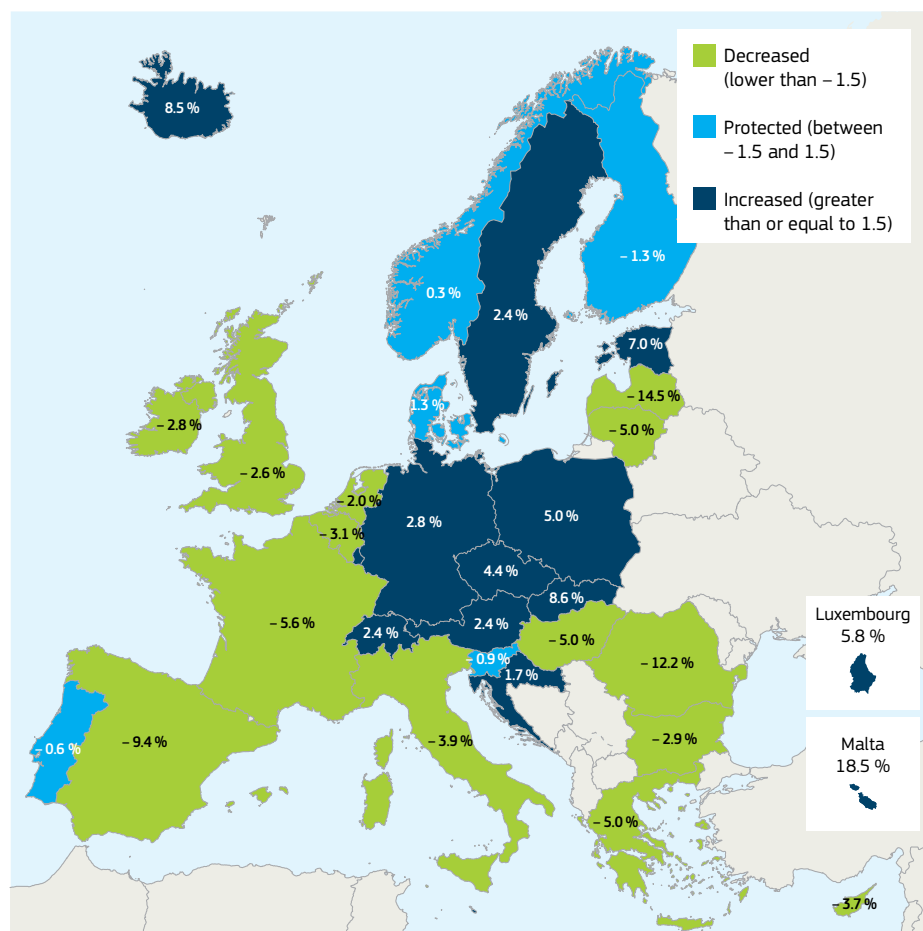 Decreased
(lower than – 1.5)
Protected (between
– 1.5 and 1.5)
Increased (greater
than or equal to 1.5)
8.5 %
– 1.3 %
0.3 %
2.4 %
7.0 %
– 14.5 %
1.3 %
– 2.8 %
– 5.0 %
– 2.6 %
– 2.0 %
2.8 %
5.0 %
– 3.1 %
4.4 %
8.6 %
Luxembourg
5.8 %
– 5.6 %
2.4 %
2.4 %
– 5.0 %
– 0.9 %
– 12.2 %
1.7 %
– 0.6 %
– 9.4 %
– 3.9 %
– 2.9 %
Malta
18.5 %
– 5.0 %
– 3.7 %